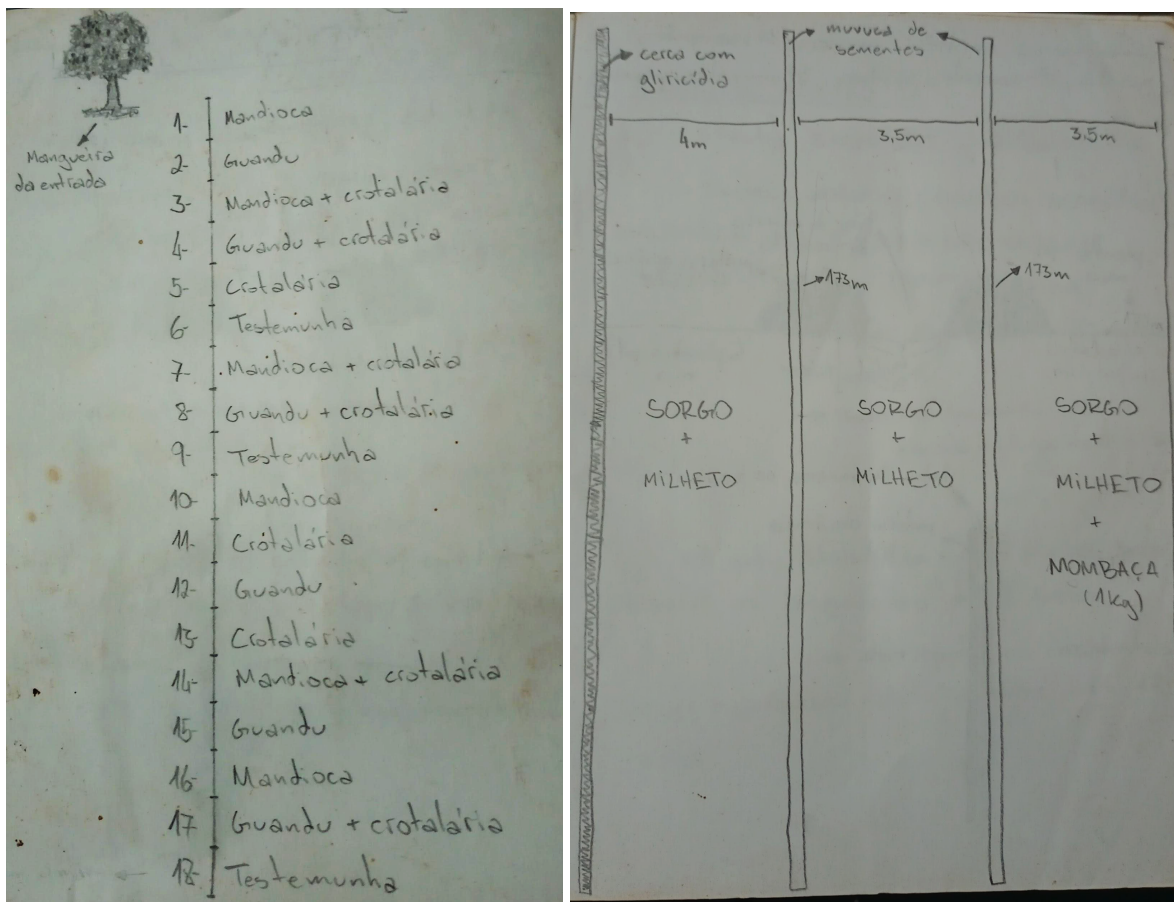 Mangueira
da entrada
1- Mandioca
2- Guandu
3- Mandioca + crotalária
4- Guandu + crotalária
5- Crotalária
6- Testemunha
7- Mandioca + crotalária
8- Guandu + crotalária
9- Testemunha
10- Mandioca
11- Crotalária
12- Guandu
13- Crotalária
14- Mandioca + crotalária
15- Guandu
16- Mandioca
17- Guandu + crotalária
18- Testemunha
cerca com
gliricídia
muvuca de
sementes
4m
3,5m
3,5m
173m
173m
SORGO
+
MILHETO
SORGO
+
MILHETO
SORGO
+
MILHETO
+
MOMBAÇA
(1kg)